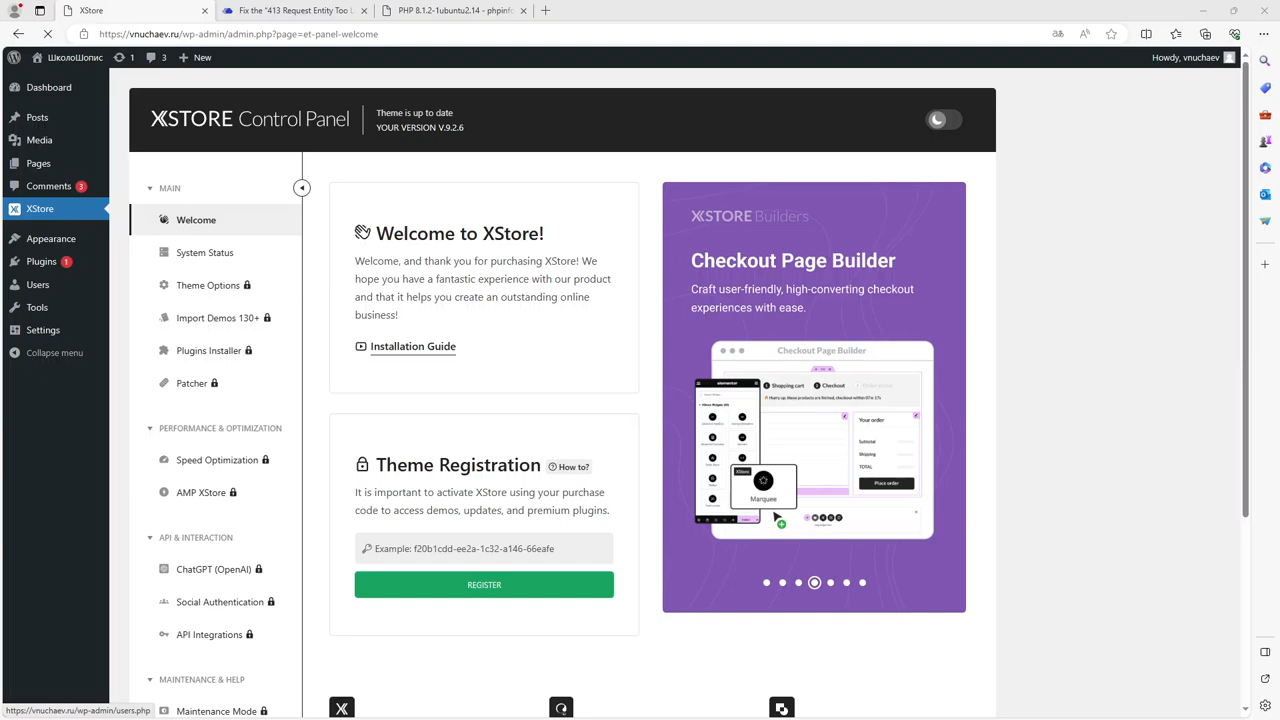 XStore
Fix the "413 Request Entity Too L
PHP 8.1.2-1ubuntu2.14 - phpinfo
https://vnuchaev.ru/wp-admin/admin.php?page=et-panel-welcome
ШколоШопис
1
3
New
Howdy, vnuchaev
Dashboard
Posts
Media
Pages
Comments 3
XStore
Appearance
Plugins 1
Users
Tools
Settings
Collapse menu
https://vnuchaev.ru/wp-admin/users.php
XSTORE Control Panel
Theme is up to date
YOUR VERSION V.9.2.6
MAIN
Welcome
System Status
Theme Options
Import Demos 130+
Plugins Installer
Patcher
PERFORMANCE & OPTIMIZATION
Speed Optimization
AMP XStore
API & INTERACTION
ChatGPT (OpenAI)
Social Authentication
API Integrations
MAINTENANCE & HELP
Maintenance Mode
Welcome to XStore!
Welcome, and thank you for purchasing XStore! We
hope you have a fantastic experience with our product
and that it helps you create an outstanding online
business!
Installation Guide
Theme Registration
How to?
It is important to activate XStore using your purchase
code to access demos, updates, and premium plugins.
Example: f20b1cdd-ee2a-1c32-a146-66eafe
REGISTER
XSTORE Builders
Checkout Page Builder
Craft user-friendly, high-converting checkout
experiences with ease.
Checkout Page Builder
elementor
1 Shopping cart
2 Checkout
Your order
Subtotal
Shipping
TOTAL
Place order
XStore
Marquee